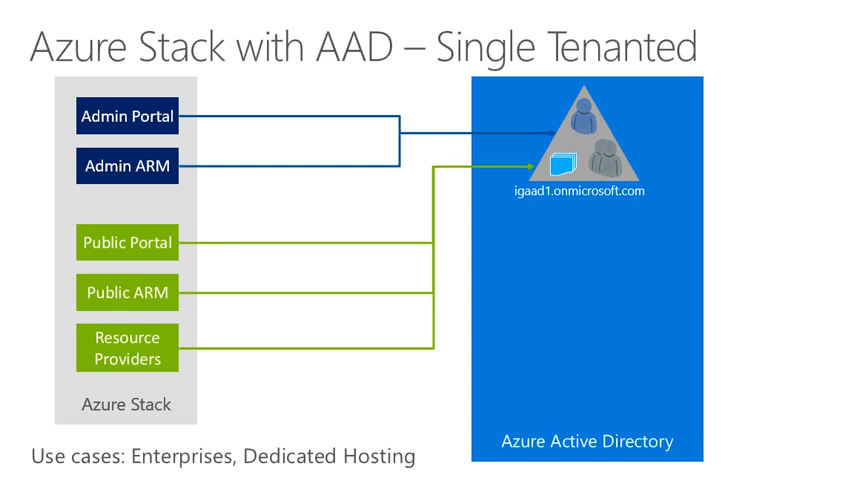 Azure Stack with AAD – Single Tenanted
Admin Portal
Admin ARM
Public Portal
Public ARM
Resource
Providers
Azure Stack
igaad1.onmicrosoft.com
Azure Active Directory
Use cases: Enterprises, Dedicated Hosting